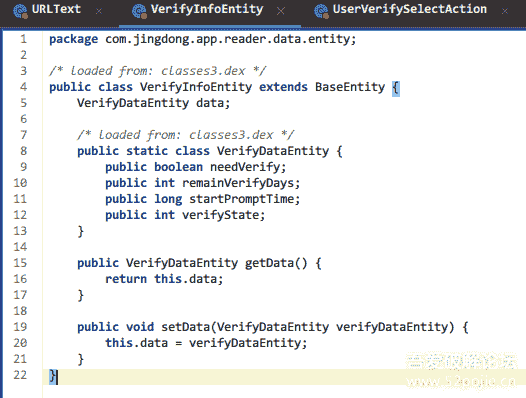 URLText × VerifyInfoEntity × UserVerifySelectAction ×
1 package com.jingdong.app.reader.data.entity;
2
3 /* loaded from: classes3.dex */
4 public class VerifyInfoEntity extends BaseEntity {
5 VerifyDataEntity data;
6
7 /* loaded from: classes3.dex */
8 public static class VerifyDataEntity {
9 public boolean needVerify;
10 public int remainVerifyDays;
11 public long startPromptTime;
12 public int verifyState;
13 }
14
15 public VerifyDataEntity getData() {
16 return this.data;
17 }
18
19 public void setData(VerifyDataEntity verifyDataEntity) {
20 this.data = verifyDataEntity;
21 }
22 }